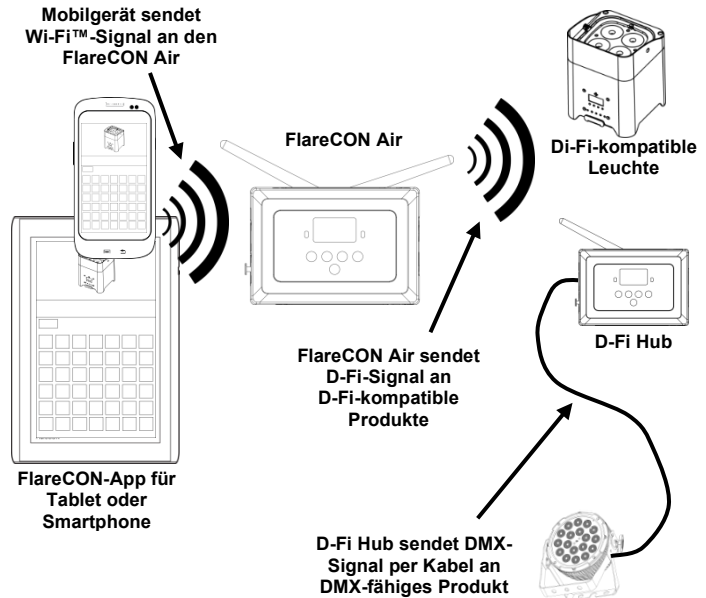 Mobilgerät sendet
Wi-Fi™-Signal an den
FlareCON Air
FlareCON Air
Di-Fi-kompatible
Leuchte
D-Fi Hub
FlareCON Air sendet
D-Fi-Signal an
D-Fi-kompatible
Produkte
FlareCON-App für
Tablet oder
Smartphone
D-Fi Hub sendet DMX-
Signal per Kabel an
DMX-fähiges Produkt